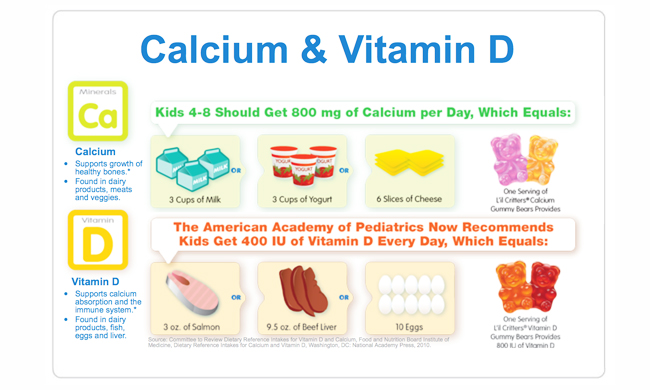 Calcium & Vitamin D
Minerals
Ca
Calcium
• Supports growth of
healthy bones.*
• Found in dairy
products, meats
and veggies.
Kids 4-8 Should Get 800 mg of Calcium per Day, Which Equals:
YOGURT
YOGURT
YOGURT
3 Cups of Milk
OR
3 Cups of Yogurt
OR
6 Slices of Cheese
One Serving of
L'il Critters® Calcium
Gummy Bears Provides
Vitamin
D
Vitamin D
• Supports calcium
absorption and the
immune system.*
• Found in dairy
products, fish,
eggs and liver.
The American Academy of Pediatrics Now Recommends
Kids Get 400 IU of Vitamin D Every Day, Which Equals:
3 oz. of Salmon
OR
9.5 oz. of Beef Liver
OR
10 Eggs
One Serving of
L'il Critters® Vitamin D
Gummy Bears Provides
800 IU of Vitamin D
Source: Committee to Review Dietary Reference Intakes for Vitamin D and Calcium, Food and Nutrition Board Institute of
Medicine, Dietary Reference Intakes for Calcium and Vitamin D, Washington, DC: National Academy Press, 2010.